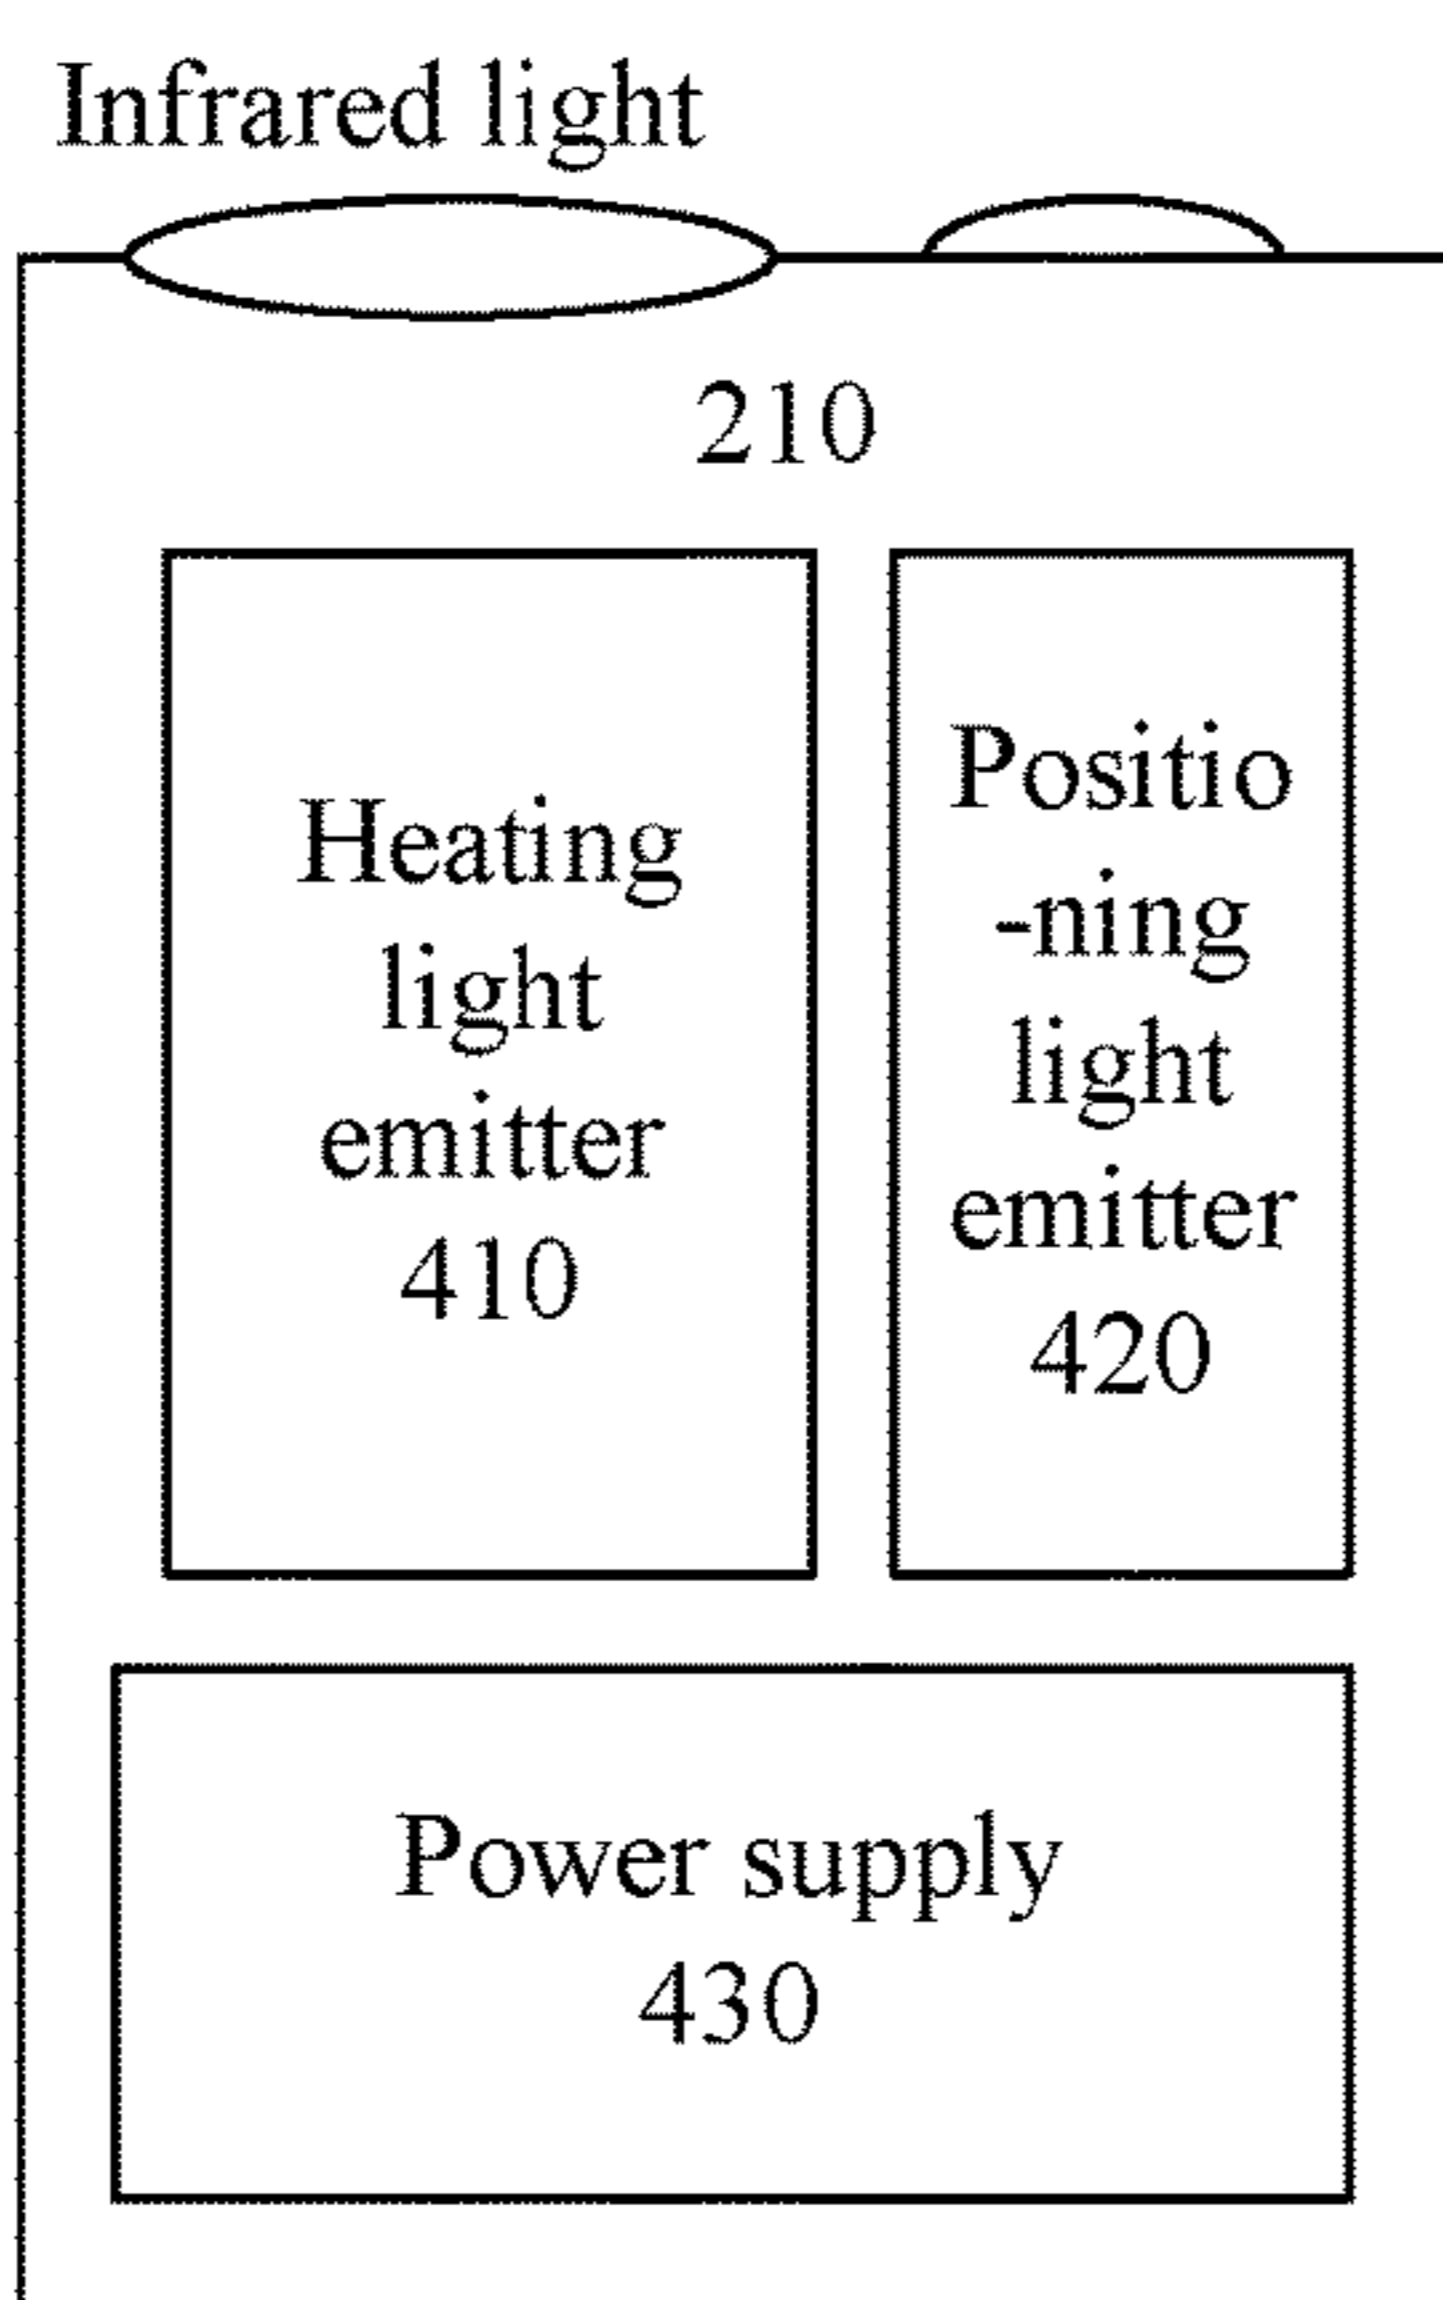 Infrared light
210
Heating
light
emitter
410
Positio
-ning
light
emitter
420
Power supply
430